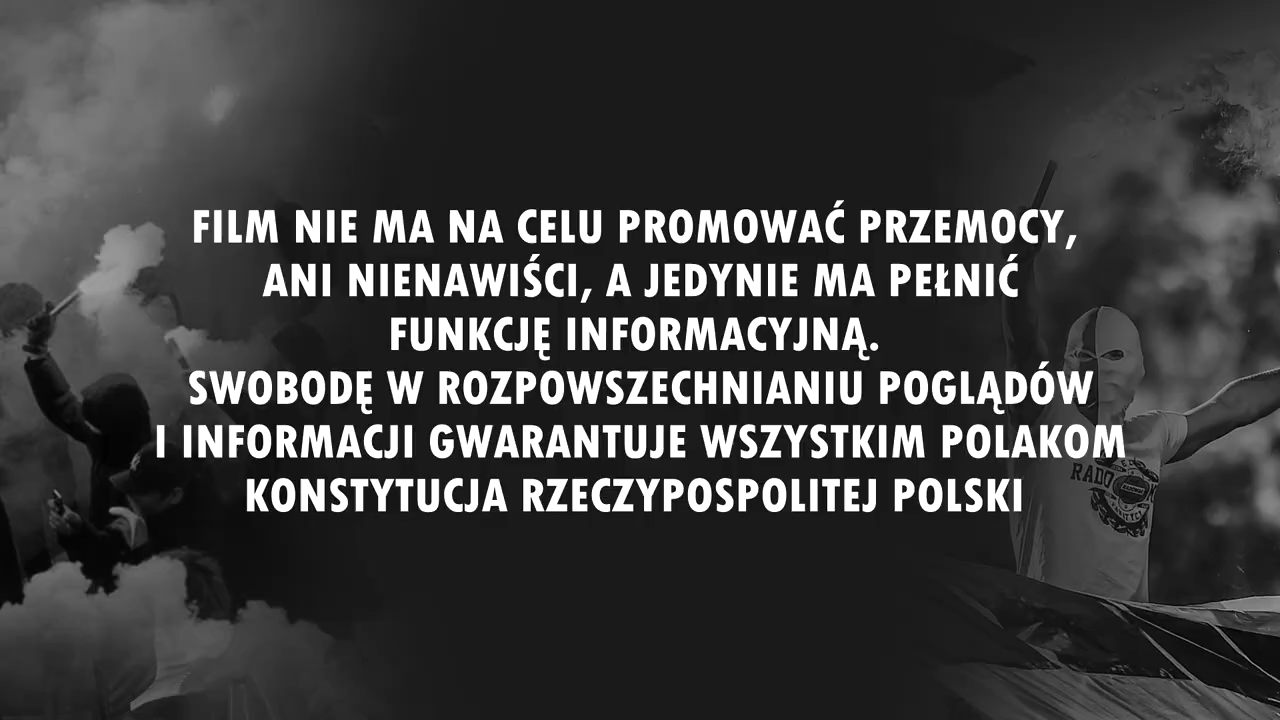 FILM NIE MA NA CELU PROMOWAĆ PRZEMOCY,
ANI NIENAWIŚCI, A JEDYNIE MA PEŁNIĆ
FUNKCJĘ INFORMACYJNĄ.
SWOBODĘ W ROZPOWSZECHNIANIU POGLĄDÓW
I INFORMACJI GWARANTUJE WSZYSTKIM POLAKOM
KONSTYTUCJA RZECZYPOSPOLITEJ POLSKI